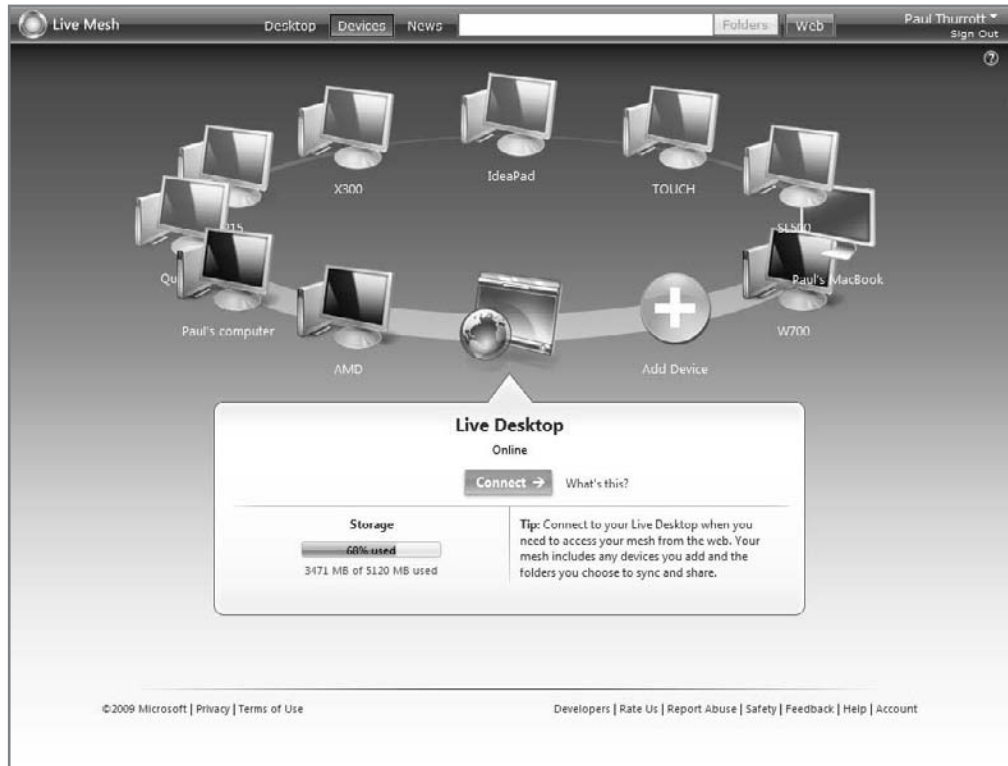 Live Mesh
Desktop Devices News Folders Web
Paul Thurrott
Sign Out
X300
IdeaPad
TOUCH
SL500
Paul's MacBook
Paul's computer
AMD
Add Device
W700
Live Desktop
Online
Connect → What's this?
Storage
68% used
3471 MB of 5120 MB used
Tip: Connect to your Live Desktop when you
need to access your mesh from the web. Your
mesh includes any devices you add and the
folders you choose to sync and share.
©2009 Microsoft | Privacy | Terms of Use
Developers | Rate Us | Report Abuse | Safety | Feedback | Help | Account